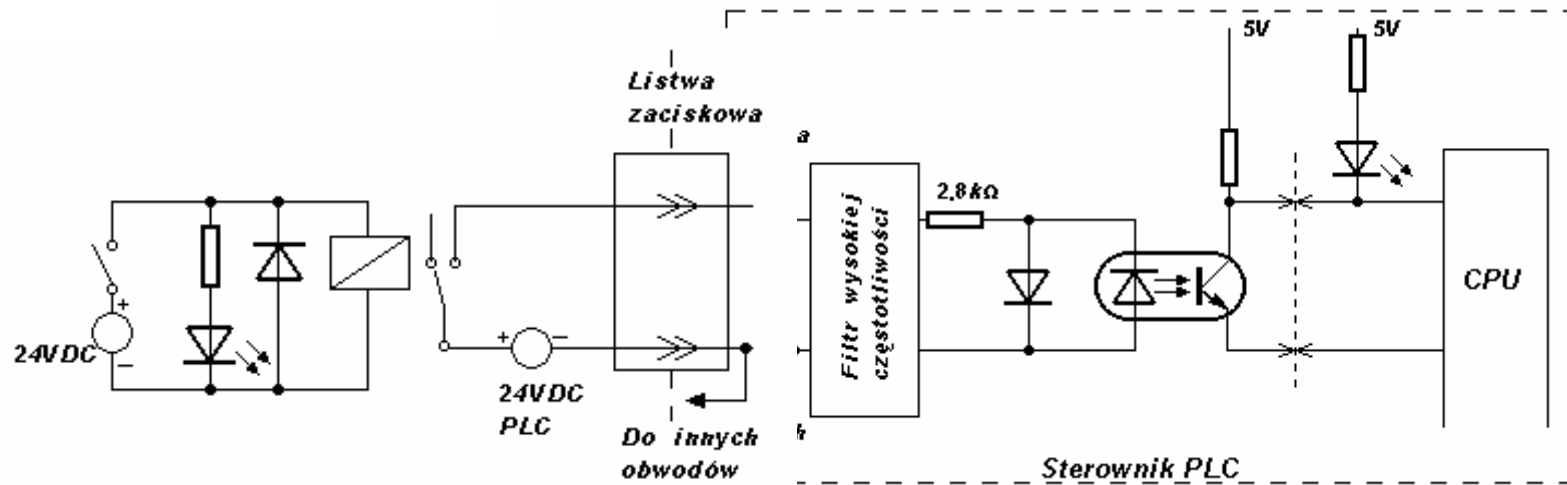 5V
5V
Listwa
zaciskowa
a
Filtr wysokiej
częstotliwości
2,8kΩ
CPU
+
24VDC
–
+
–
24VDC
PLC
Do innych
obwodów
h
Sterownik PLC